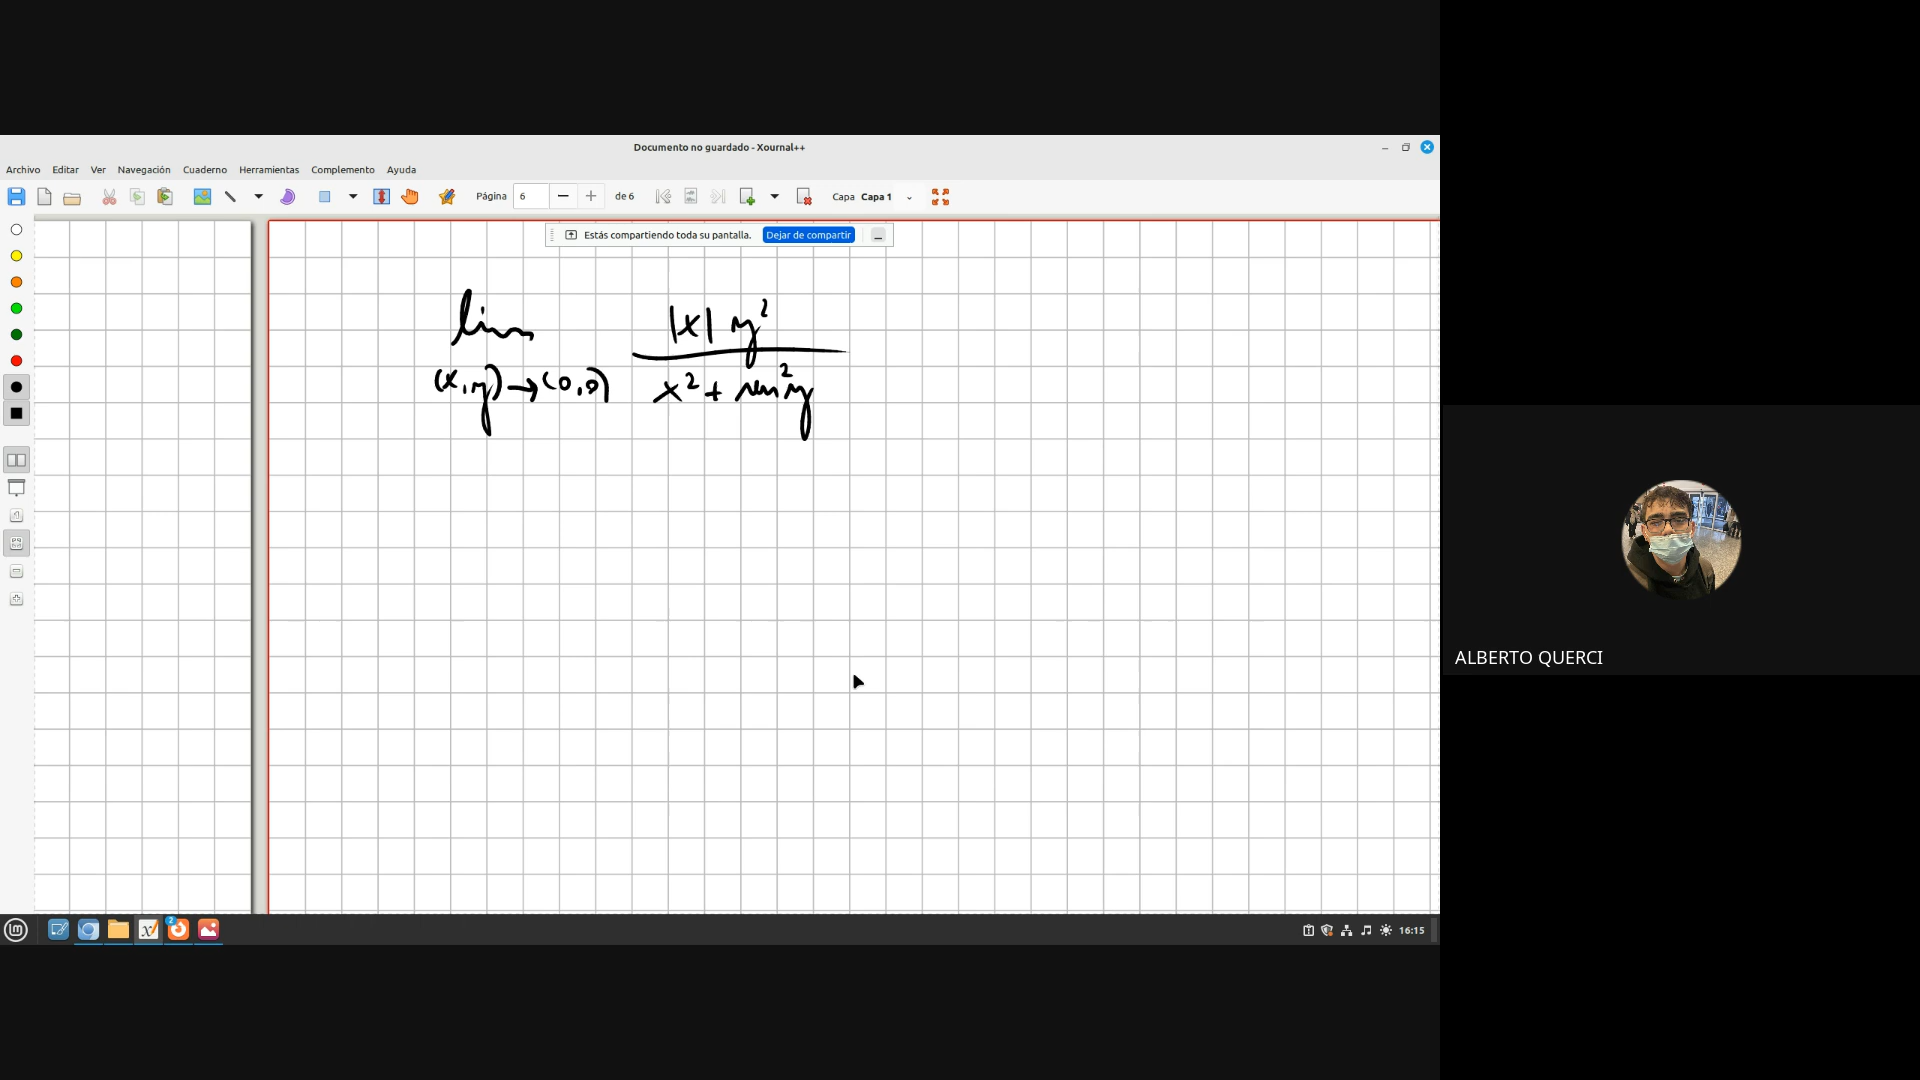 Documento no guardado - Xournal++
Archivo Editar Ver Navegación Cuaderno Herramientas Complemento Ayuda
Página 6 de 6 Capa Capa 1
Estás compartiendo toda su pantalla. Dejar de compartir
lim |x| y²
(x,y)→(0,0) x² + sen²y
ALBERTO QUERCI
2
16:15